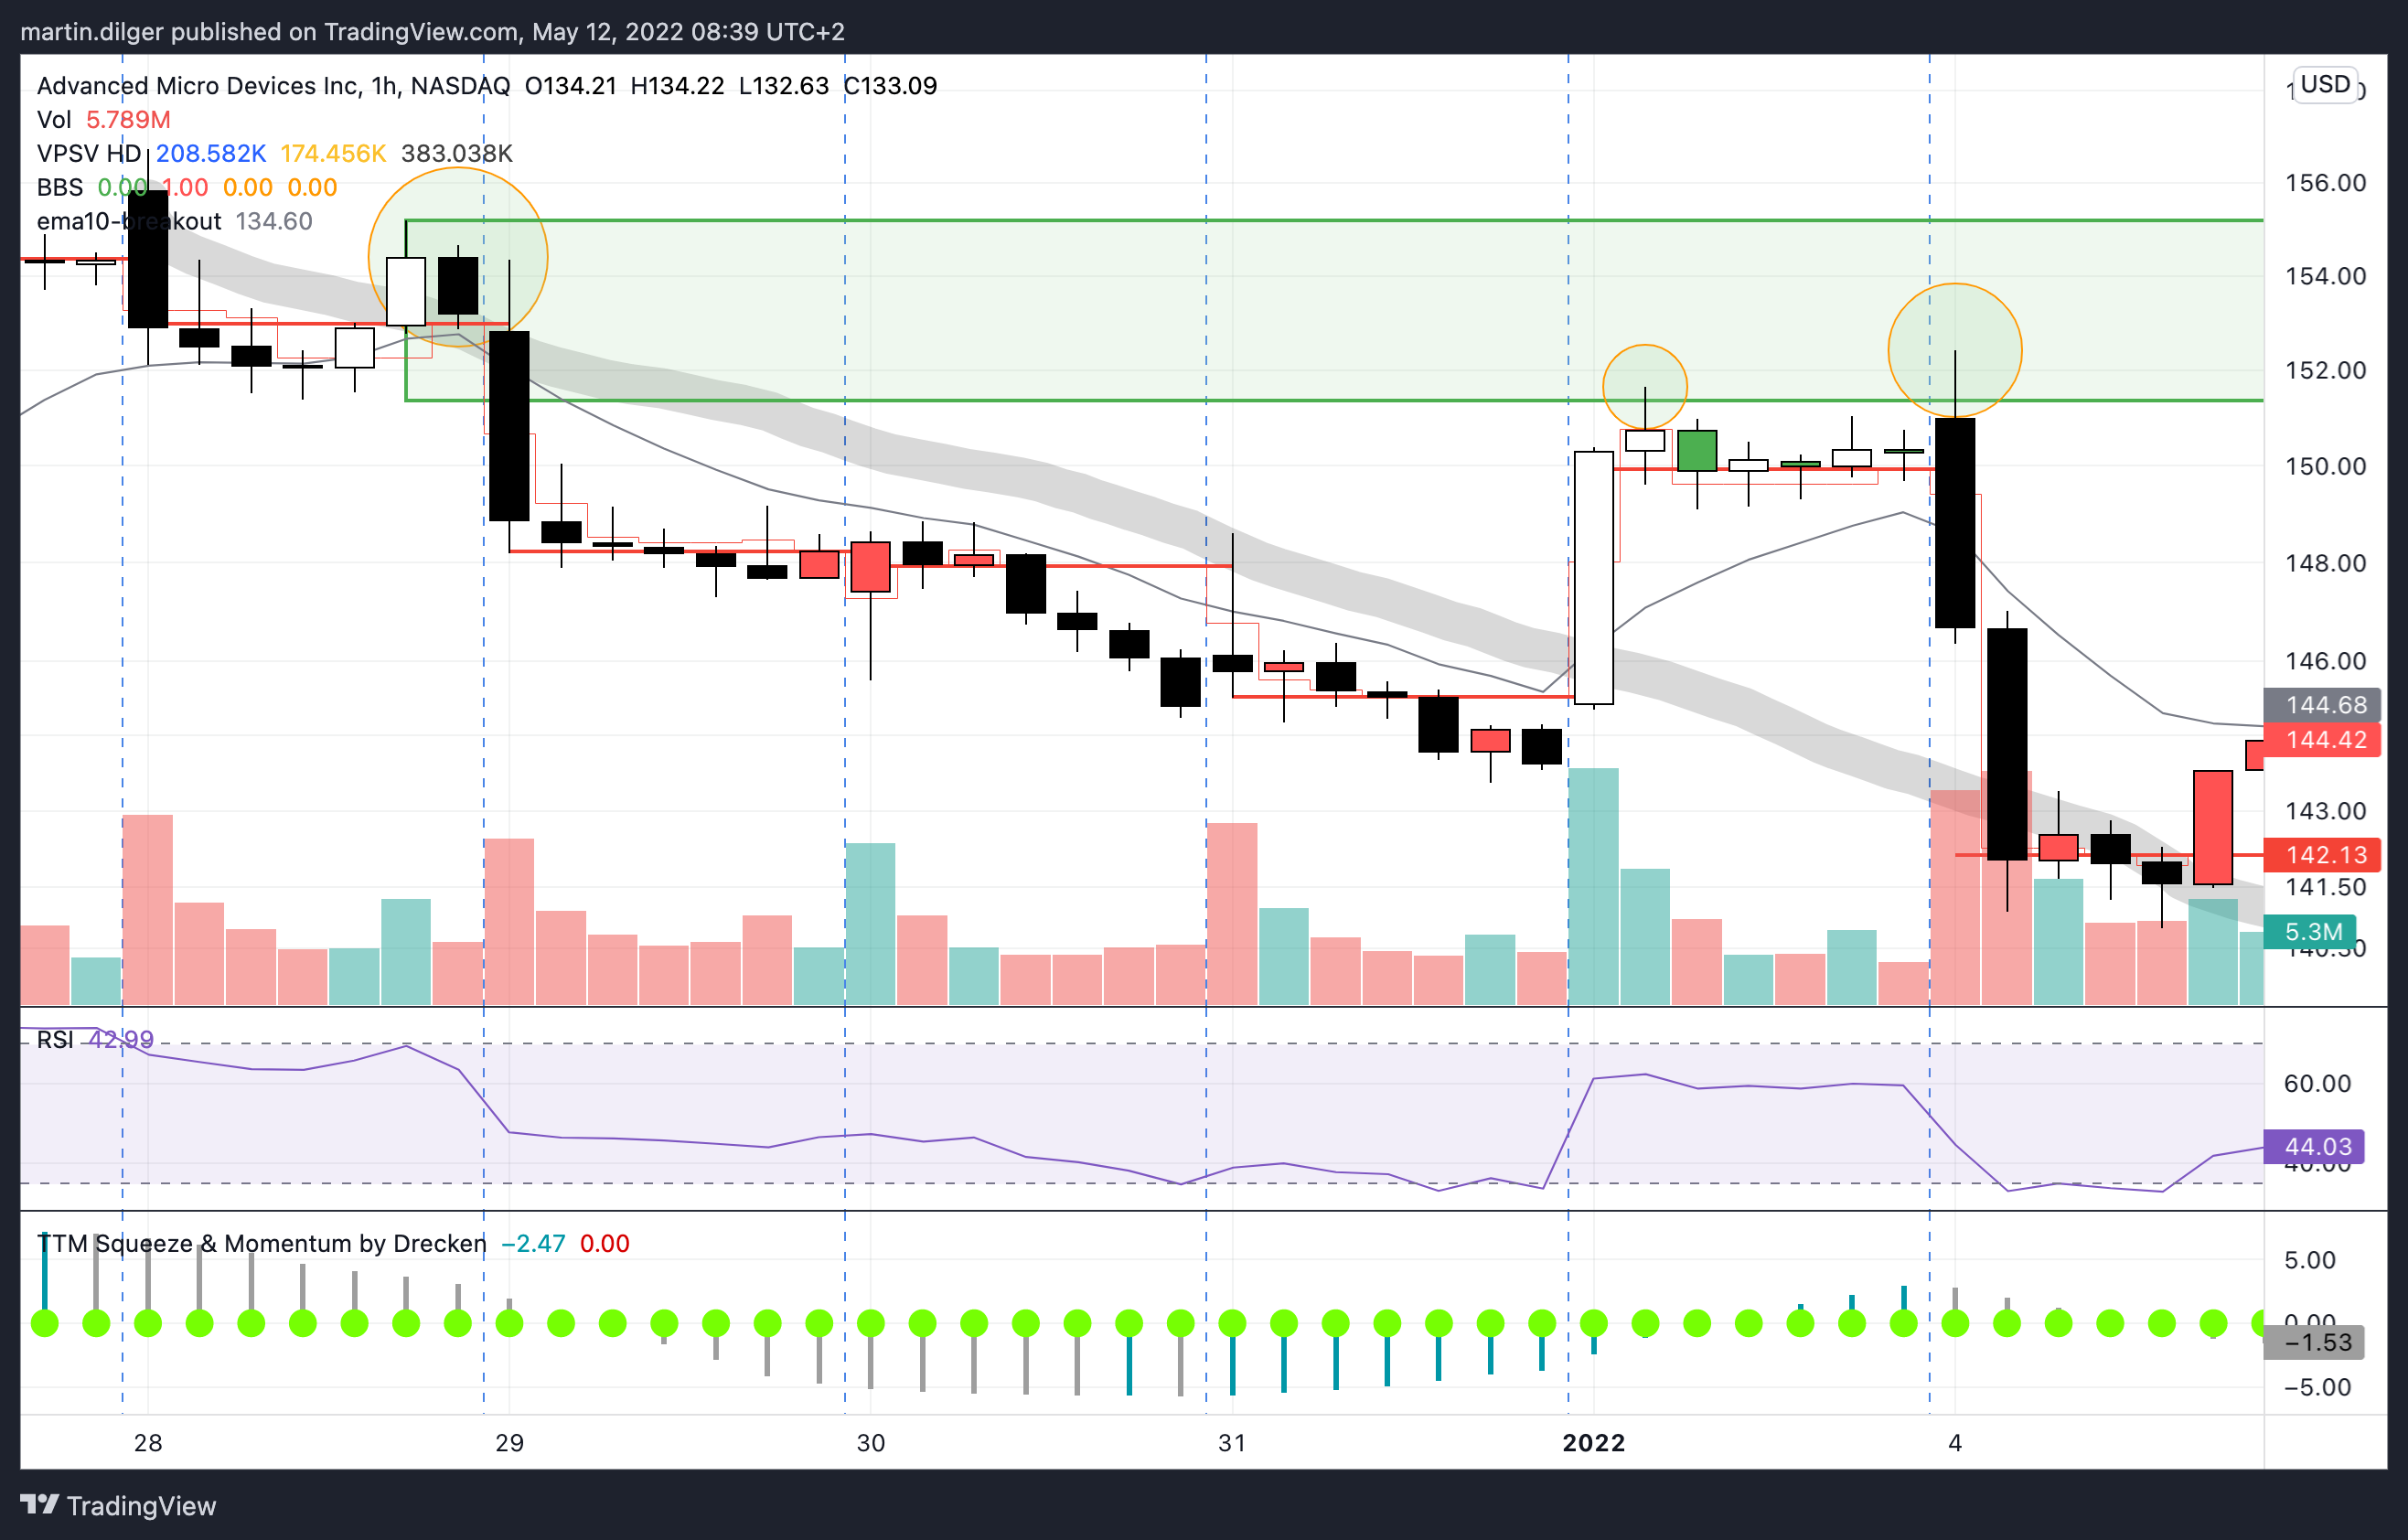 martin.dilger published on TradingView.com, May 12, 2022 08:39 UTC+2
Advanced Micro Devices Inc, 1h, NASDAQ O134.21 H134.22 L132.63 C133.09
USD
Vol 5.789M
VPSV HD 208.582K 174.456K 383.038K
BBS 0.00 1.00 0.00 0.00
ema10-breakout 134.60
156.00
154.00
152.00
150.00
148.00
146.00
144.68
144.42
143.00
142.13
141.50
5.3M
RSI 42.99
60.00
44.03
40.00
TTM Squeeze & Momentum by Drecken −2.47 0.00
5.00
0.00
−1.53
−5.00
28 29 30 31 2022 4
TradingView